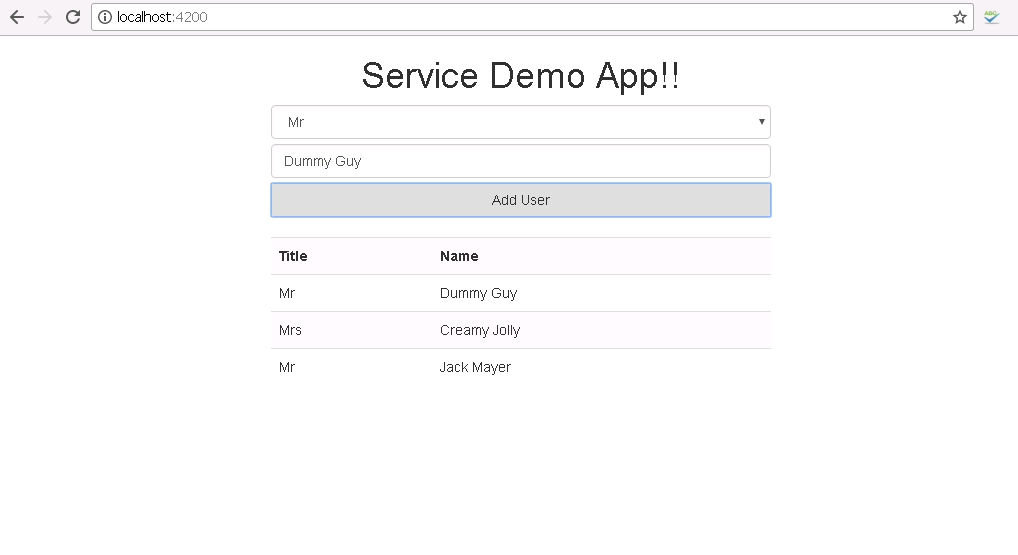 localhost:4200
ABC
Service Demo App!!
Mr
Dummy Guy
Add User
Title Name
Mr Dummy Guy
Mrs Creamy Jolly
Mr Jack Mayer